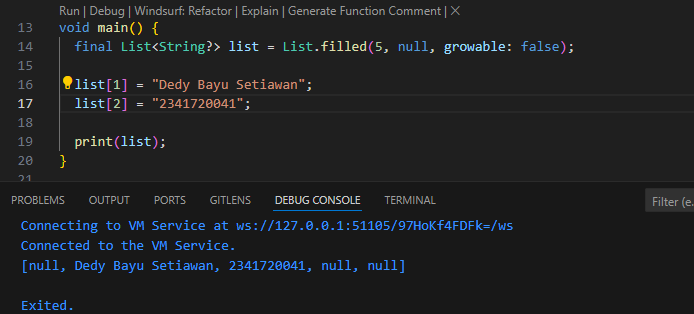 Run | Debug | Windsurf: Refactor | Explain | Generate Function Comment | ✕
13 void main() {
14   final List<String?> list = List.filled(5, null, growable: false);
15
16   list[1] = "Dedy Bayu Setiawan";
17   list[2] = "2341720041";
18
19   print(list);
20 }
21
PROBLEMS OUTPUT PORTS GITLENS DEBUG CONSOLE TERMINAL Filter (e.
Connecting to VM Service at ws://127.0.0.1:51105/97HoKf4FDFk=/ws
Connected to the VM Service.
[null, Dedy Bayu Setiawan, 2341720041, null, null]
Exited.